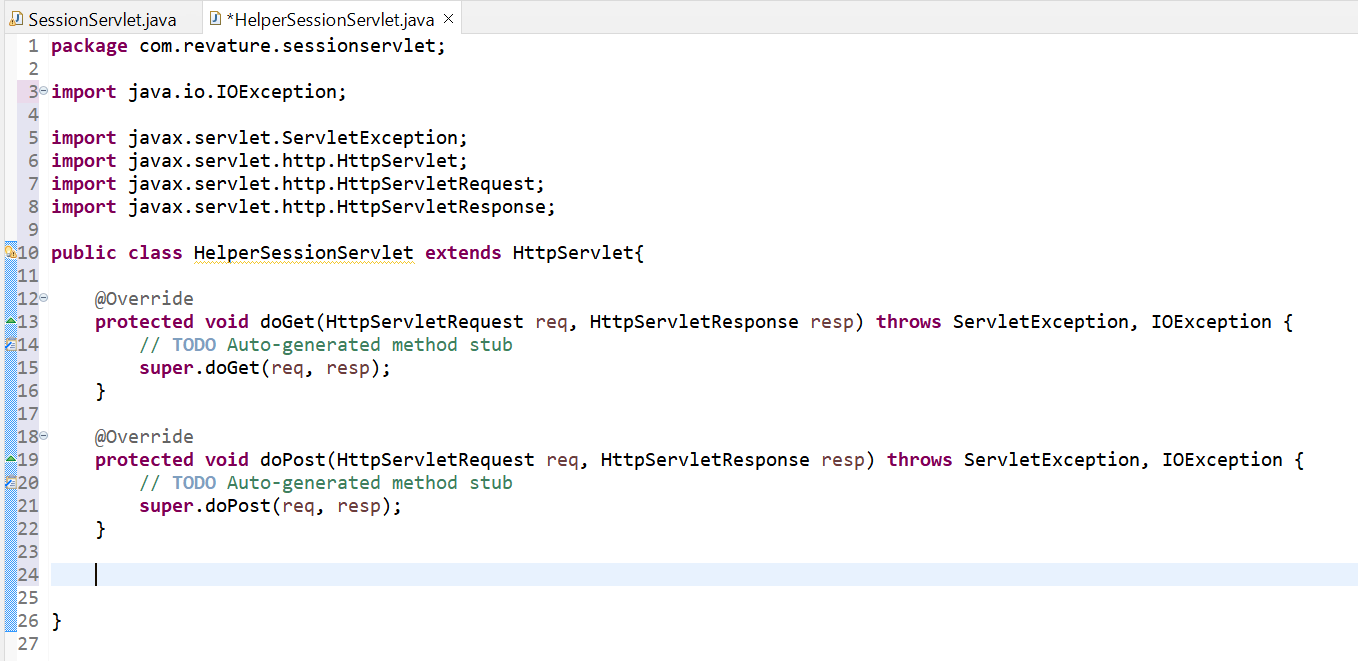 SessionServlet.java *HelperSessionServlet.java
1 package com.revature.sessionservlet;
2
3 import java.io.IOException;
4
5 import javax.servlet.ServletException;
6 import javax.servlet.http.HttpServlet;
7 import javax.servlet.http.HttpServletRequest;
8 import javax.servlet.http.HttpServletResponse;
9
10 public class HelperSessionServlet extends HttpServlet{
11
12     @Override
13     protected void doGet(HttpServletRequest req, HttpServletResponse resp) throws ServletException, IOException {
14         // TODO Auto-generated method stub
15         super.doGet(req, resp);
16     }
17
18     @Override
19     protected void doPost(HttpServletRequest req, HttpServletResponse resp) throws ServletException, IOException {
20         // TODO Auto-generated method stub
21         super.doPost(req, resp);
22     }
23
24
25
26 }
27